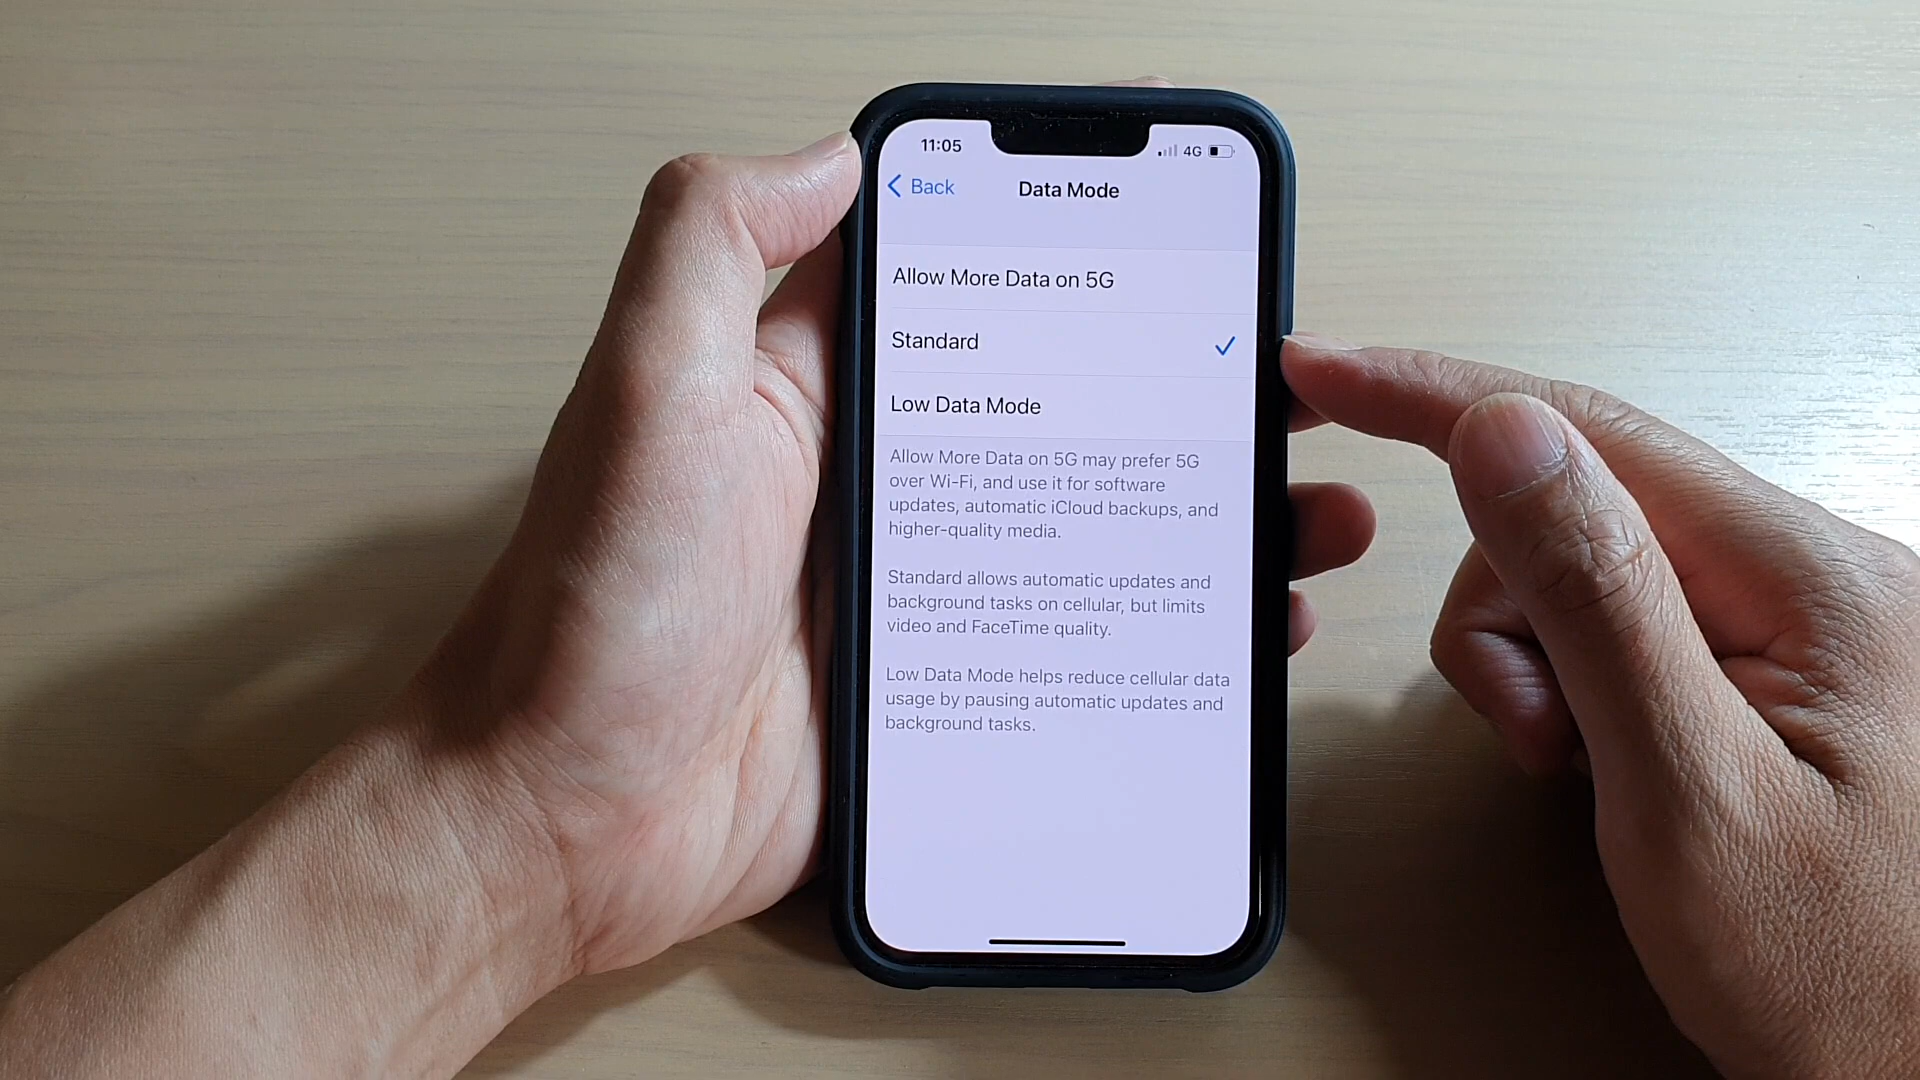 11:05
4G
Back
Data Mode
Allow More Data on 5G
Standard
Low Data Mode
Allow More Data on 5G may prefer 5G
over Wi-Fi, and use it for software
updates, automatic iCloud backups, and
higher-quality media.
Standard allows automatic updates and
background tasks on cellular, but limits
video and FaceTime quality.
Low Data Mode helps reduce cellular data
usage by pausing automatic updates and
background tasks.